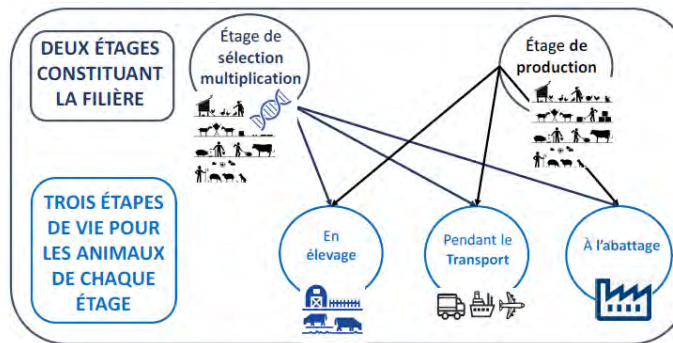 DEUX ÉTAGES
CONSTITUANT
LA FILIÈRE
Étage de
sélection
multiplication
Étage de
production
TROIS ÉTAPES
DE VIE POUR
LES ANIMAUX
DE CHAQUE
ÉTAGE
En
élevage
Pendant le
Transport
À l'abattage